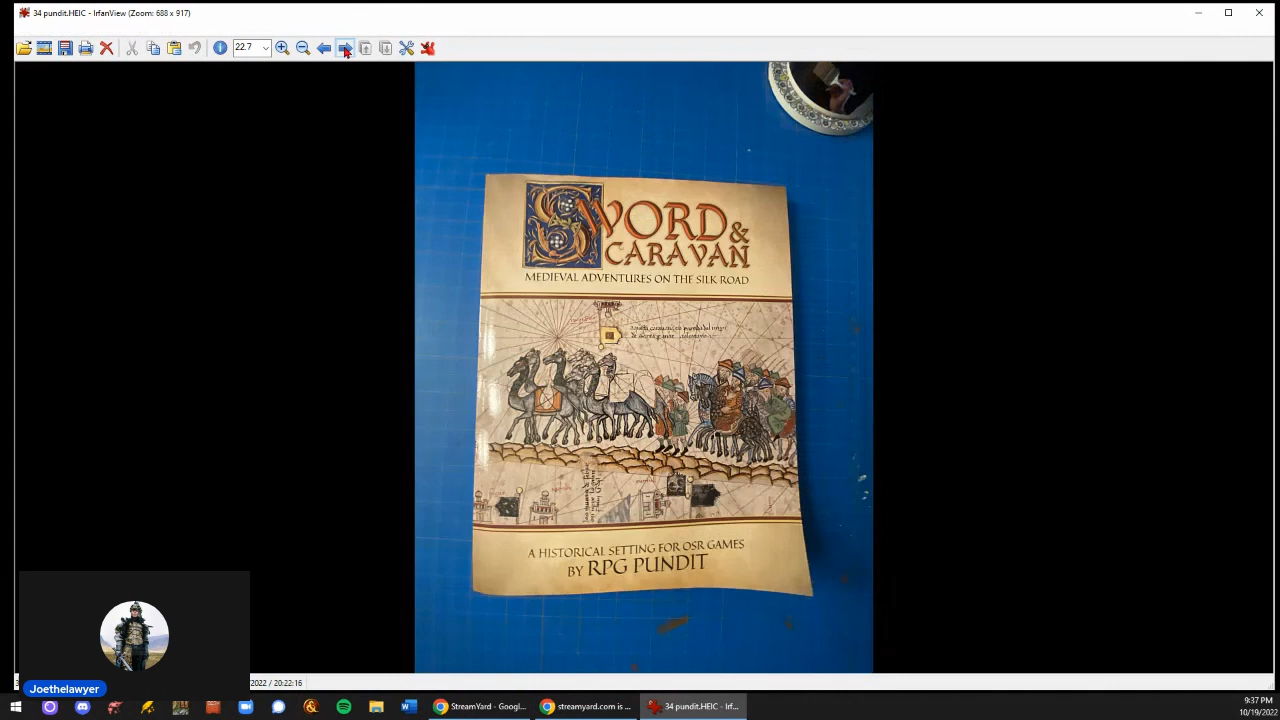 34 pundit.HEIC - IrfanView (Zoom: 688 x 917)
22.7
SWORD &
CARAVAN
MEDIEVAL ADVENTURES ON THE SILK ROAD
A HISTORICAL SETTING FOR OSR GAMES
BY RPG PUNDIT
Joethelawyer
2022 / 20:22:16
StreamYard - Googl...
streamyard.com is ...
34 pundit.HEIC - Irf...
9:37 PM
10/19/2022